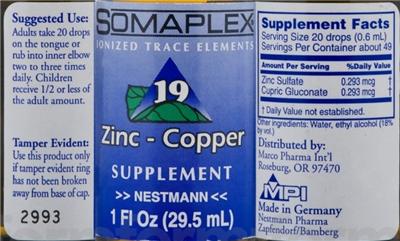 Suggested Use:
Adults take 20 drops
on the tongue or
rub into inner elbow
two to three times
daily. Children
receive 1/2 or less of
the adult amount.
Tamper Evident:
Use this product only
if tamper evident ring
has not been broken
away from base of cap.
2993
SOMAPLEX
IONIZED TRACE ELEMENTS
19
Zinc - Copper
SUPPLEMENT
>> NESTMANN <<
1 Fl Oz (29.5 mL)
Supplement Facts
Serving Size 20 drops (0.6 mL)
Servings Per Container about 49
Amount Per Serving %Daily Value
Zinc Sulfate 0.293 mcg †
Cupric Gluconate 0.293 mcg †
† Daily Value not established.
Other ingredients: Water, ethyl alcohol (18%
by vol.)
Distributed by:
Marco Pharma Int'l
Roseburg, OR 97470
MPI
Made in Germany
Nestmann Pharma
Zapfendorf/Bamberg